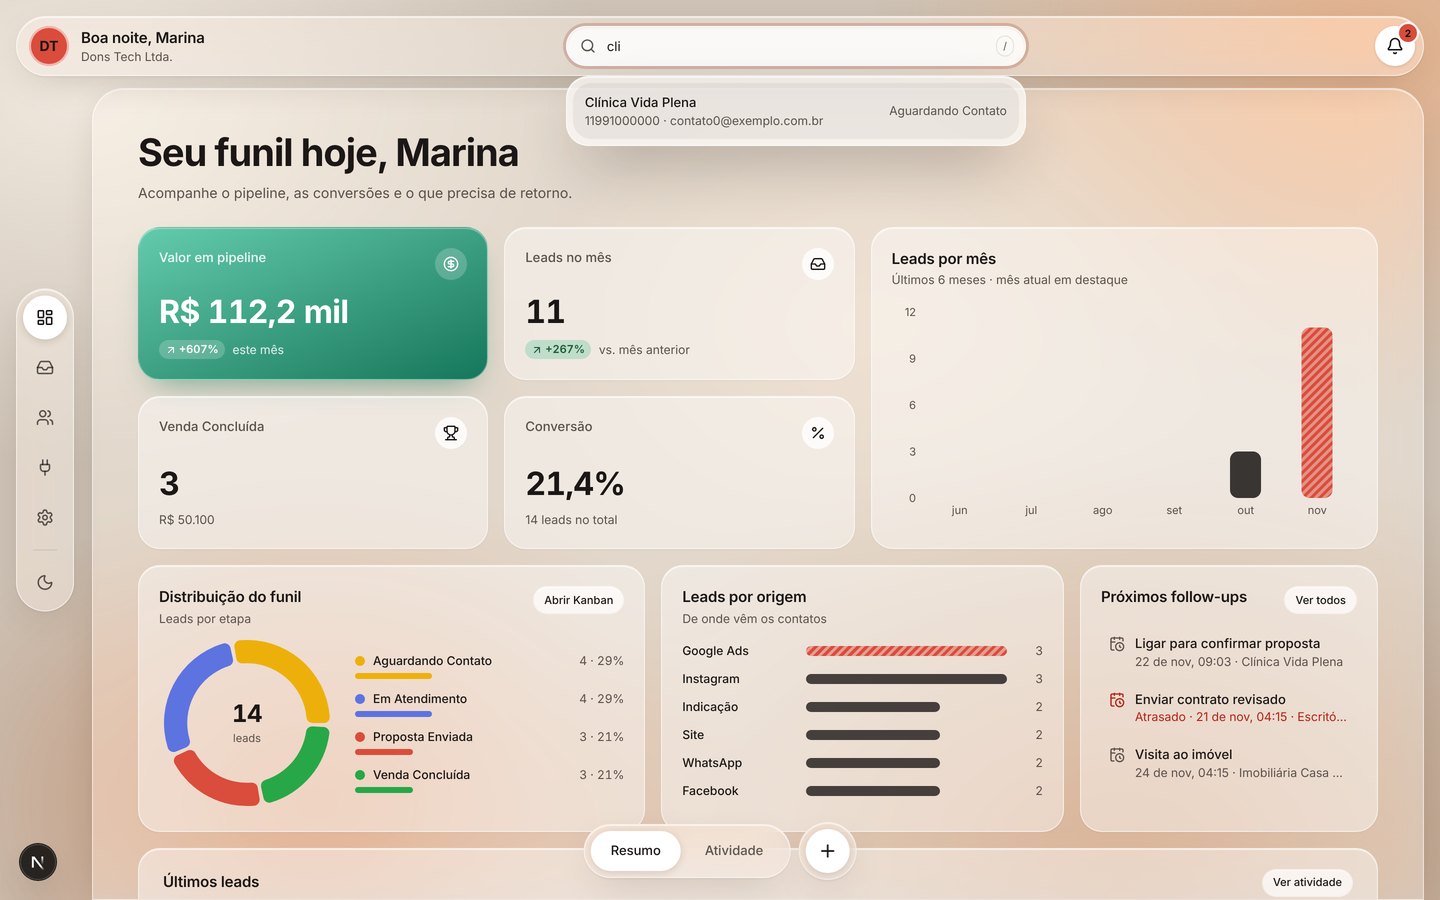 DT
Boa noite, Marina
Dons Tech Ltda.
cli
/
2
Clínica Vida Plena
11991000000 · contato0@exemplo.com.br
Aguardando Contato
Seu funil hoje, Marina
Acompanhe o pipeline, as conversões e o que precisa de retorno.
Valor em pipeline
R$ 112,2 mil
+607% este mês
Leads no mês
11
+267% vs. mês anterior
Venda Concluída
3
R$ 50.100
Conversão
21,4%
14 leads no total
Leads por mês
Últimos 6 meses · mês atual em destaque
12
9
6
3
0
jun jul ago set out nov
Distribuição do funil
Leads por etapa
Abrir Kanban
14
leads
Aguardando Contato 4 · 29%
Em Atendimento 4 · 29%
Proposta Enviada 3 · 21%
Venda Concluída 3 · 21%
Leads por origem
De onde vêm os contatos
Google Ads 3
Instagram 3
Indicação 2
Site 2
WhatsApp 2
Facebook 2
Próximos follow-ups
Ver todos
Ligar para confirmar proposta
22 de nov, 09:03 · Clínica Vida Plena
Enviar contrato revisado
Atrasado · 21 de nov, 04:15 · Escritó...
Visita ao imóvel
24 de nov, 04:15 · Imobiliária Casa ...
Resumo
Atividade
N
Últimos leads
Ver atividade